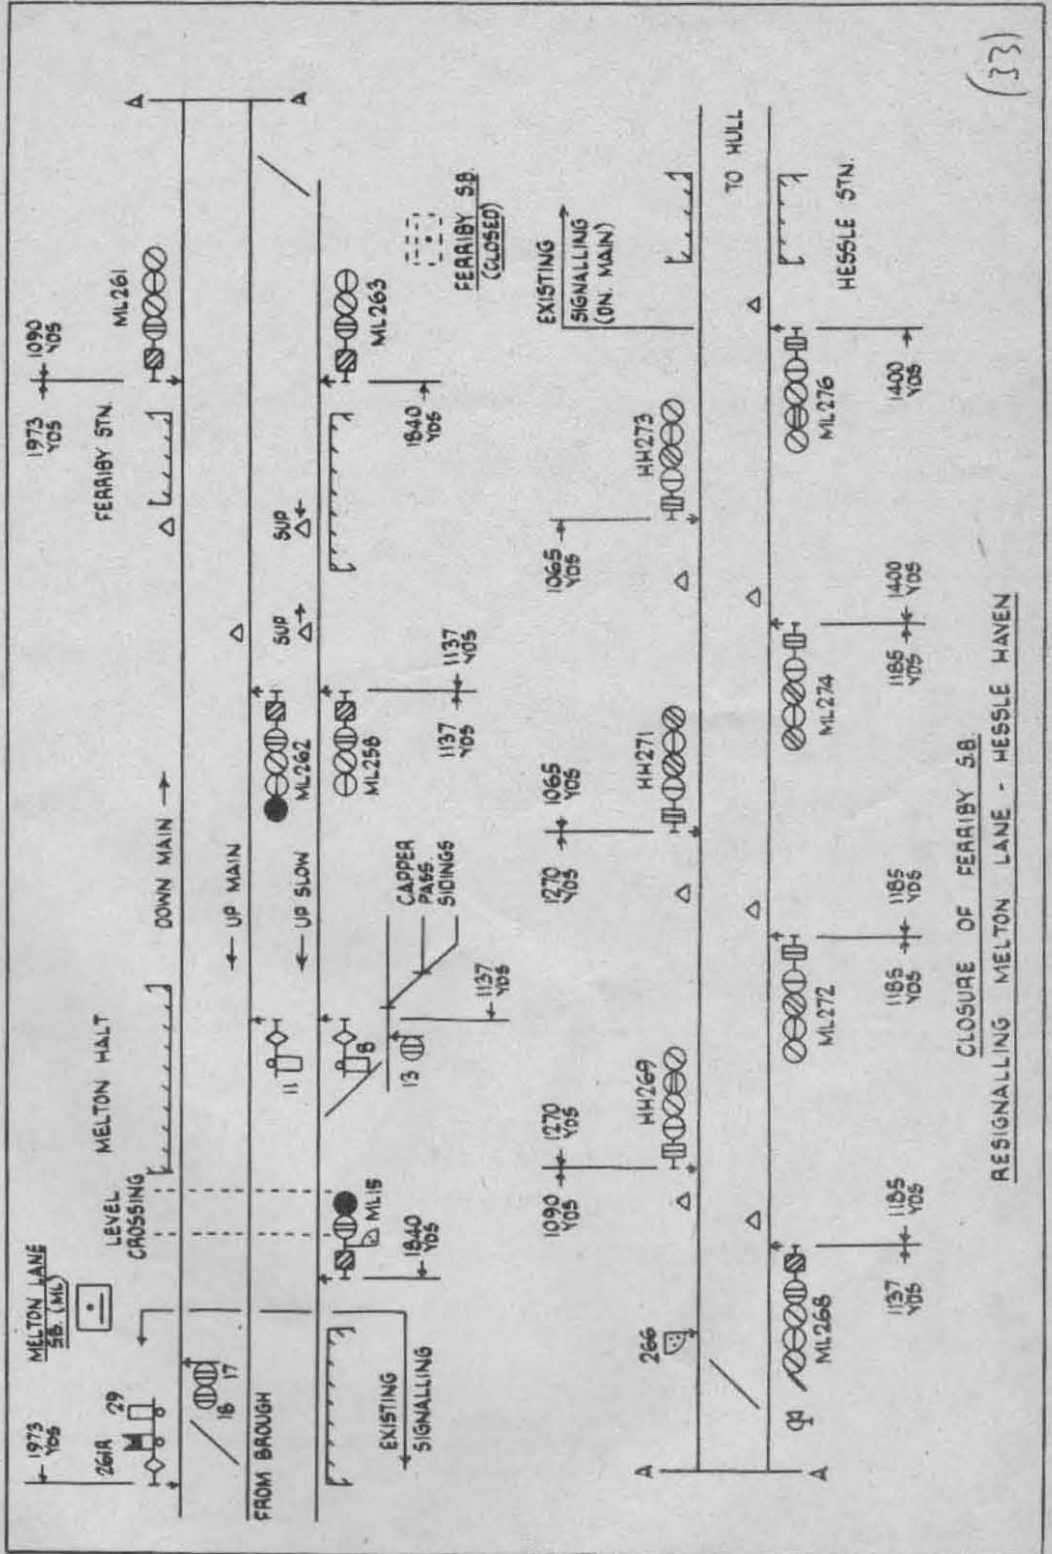 (33)
1973
YDS
1090
YDS
FERRIBY STN.
ML261
MELTON LANE
S.B. (ML)
LEVEL
CROSSING
MELTON HALT
1973
YDS
261R
29
DOWN MAIN →
18
17
← UP MAIN
FROM BROUGH
← UP SLOW
11
ML262
SUP
SUP
8
ML15
ML258
ML263
13
CAPPER
PASS.
SIDINGS
1840
YDS
1137
YDS
1137
YDS
1137
YDS
1840
YDS
EXISTING
SIGNALLING
FERRIBY S.B.
(CLOSED)
A
A
1090
YDS
1270
YDS
1270
YDS
1065
YDS
1065
YDS
EXISTING
SIGNALLING
(DN. MAIN)
266
HH269
HH271
HH273
TO HULL
A
A
ML268
ML272
ML274
ML276
HESSLE STN.
1137
YDS
1185
YDS
1185
YDS
1185
YDS
1185
YDS
1400
YDS
1400
YDS
CLOSURE OF FERRIBY S.B.
RESIGNALLING MELTON LANE - HESSLE HAVEN